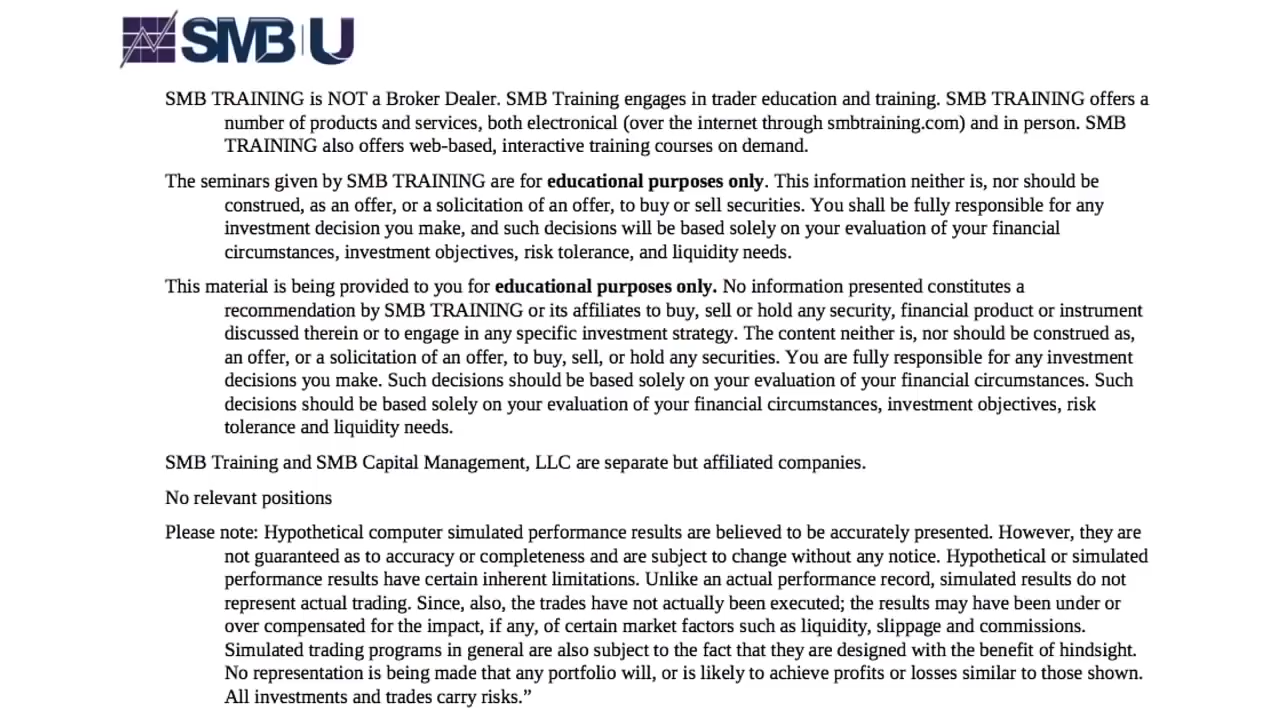 SMB U
SMB TRAINING is NOT a Broker Dealer. SMB Training engages in trader education and training. SMB TRAINING offers a
number of products and services, both electronical (over the internet through smbtraining.com) and in person. SMB
TRAINING also offers web-based, interactive training courses on demand.
The seminars given by SMB TRAINING are for educational purposes only. This information neither is, nor should be
construed, as an offer, or a solicitation of an offer, to buy or sell securities. You shall be fully responsible for any
investment decision you make, and such decisions will be based solely on your evaluation of your financial
circumstances, investment objectives, risk tolerance, and liquidity needs.
This material is being provided to you for educational purposes only. No information presented constitutes a
recommendation by SMB TRAINING or its affiliates to buy, sell or hold any security, financial product or instrument
discussed therein or to engage in any specific investment strategy. The content neither is, nor should be construed as,
an offer, or a solicitation of an offer, to buy, sell, or hold any securities. You are fully responsible for any investment
decisions you make. Such decisions should be based solely on your evaluation of your financial circumstances. Such
decisions should be based solely on your evaluation of your financial circumstances, investment objectives, risk
tolerance and liquidity needs.
SMB Training and SMB Capital Management, LLC are separate but affiliated companies.
No relevant positions
Please note: Hypothetical computer simulated performance results are believed to be accurately presented. However, they are
not guaranteed as to accuracy or completeness and are subject to change without any notice. Hypothetical or simulated
performance results have certain inherent limitations. Unlike an actual performance record, simulated results do not
represent actual trading. Since, also, the trades have not actually been executed; the results may have been under or
over compensated for the impact, if any, of certain market factors such as liquidity, slippage and commissions.
Simulated trading programs in general are also subject to the fact that they are designed with the benefit of hindsight.
No representation is being made that any portfolio will, or is likely to achieve profits or losses similar to those shown.
All investments and trades carry risks.”